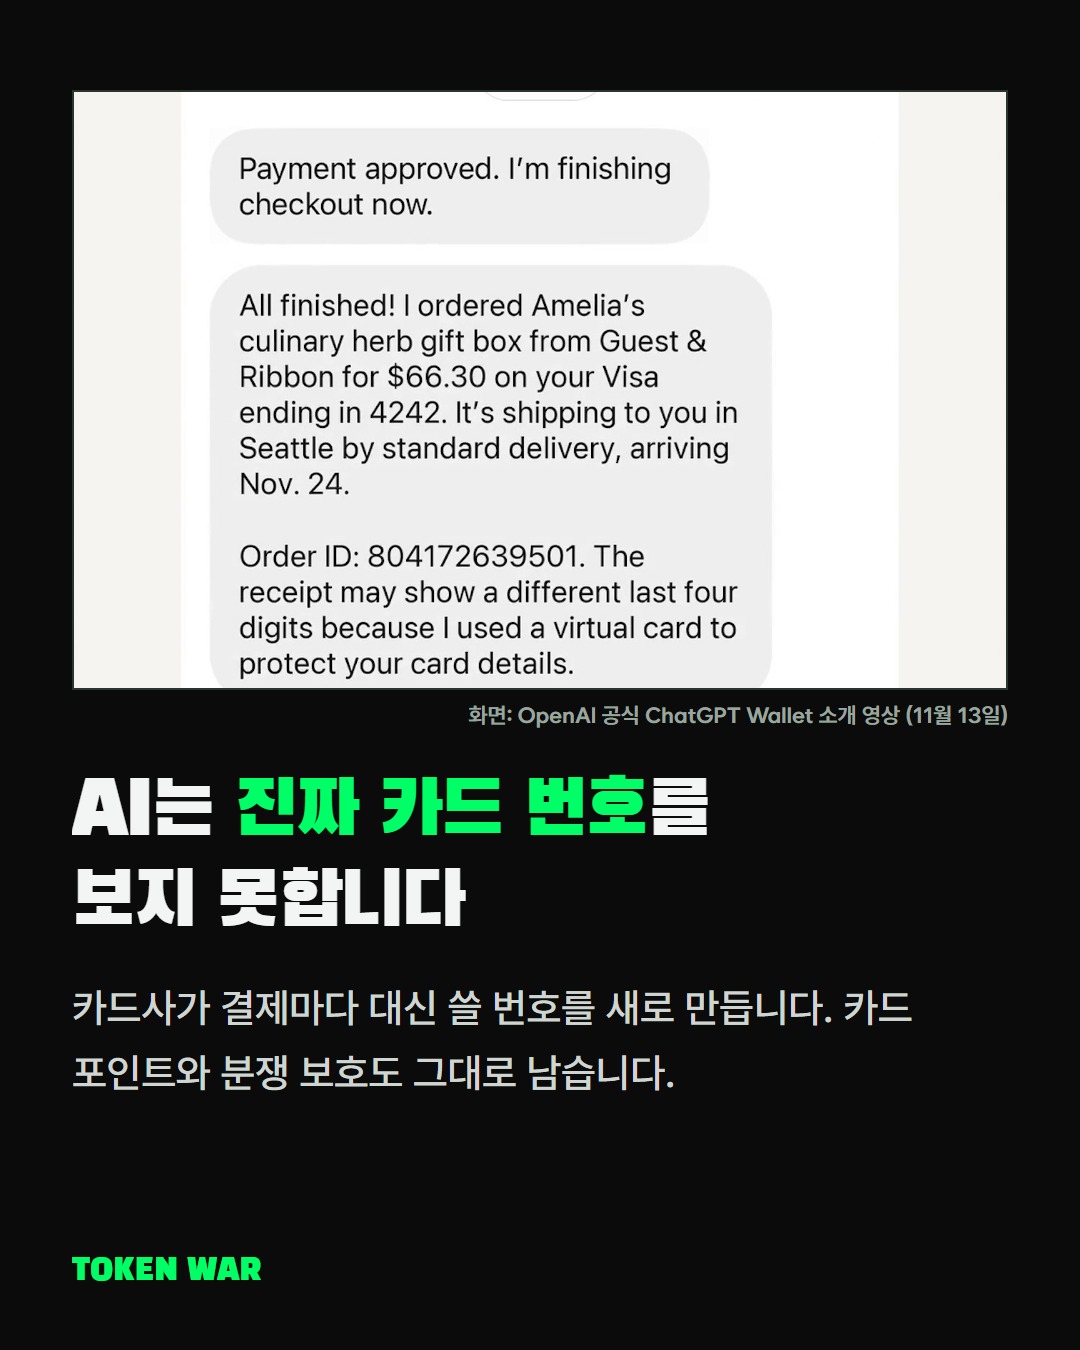 Payment approved. I’m finishing
checkout now.
All finished! I ordered Amelia’s
culinary herb gift box from Guest &
Ribbon for $66.30 on your Visa
ending in 4242. It’s shipping to you in
Seattle by standard delivery, arriving
Nov. 24.
Order ID: 804172639501. The
receipt may show a different last four
digits because I used a virtual card to
protect your card details.
화면: OpenAI 공식 ChatGPT Wallet 소개 영상 (11월 13일)
AI는 진짜 카드 번호를
보지 못합니다
카드사가 결제마다 대신 쓸 번호를 새로 만듭니다. 카드
포인트와 분쟁 보호도 그대로 남습니다.
TOKEN WAR